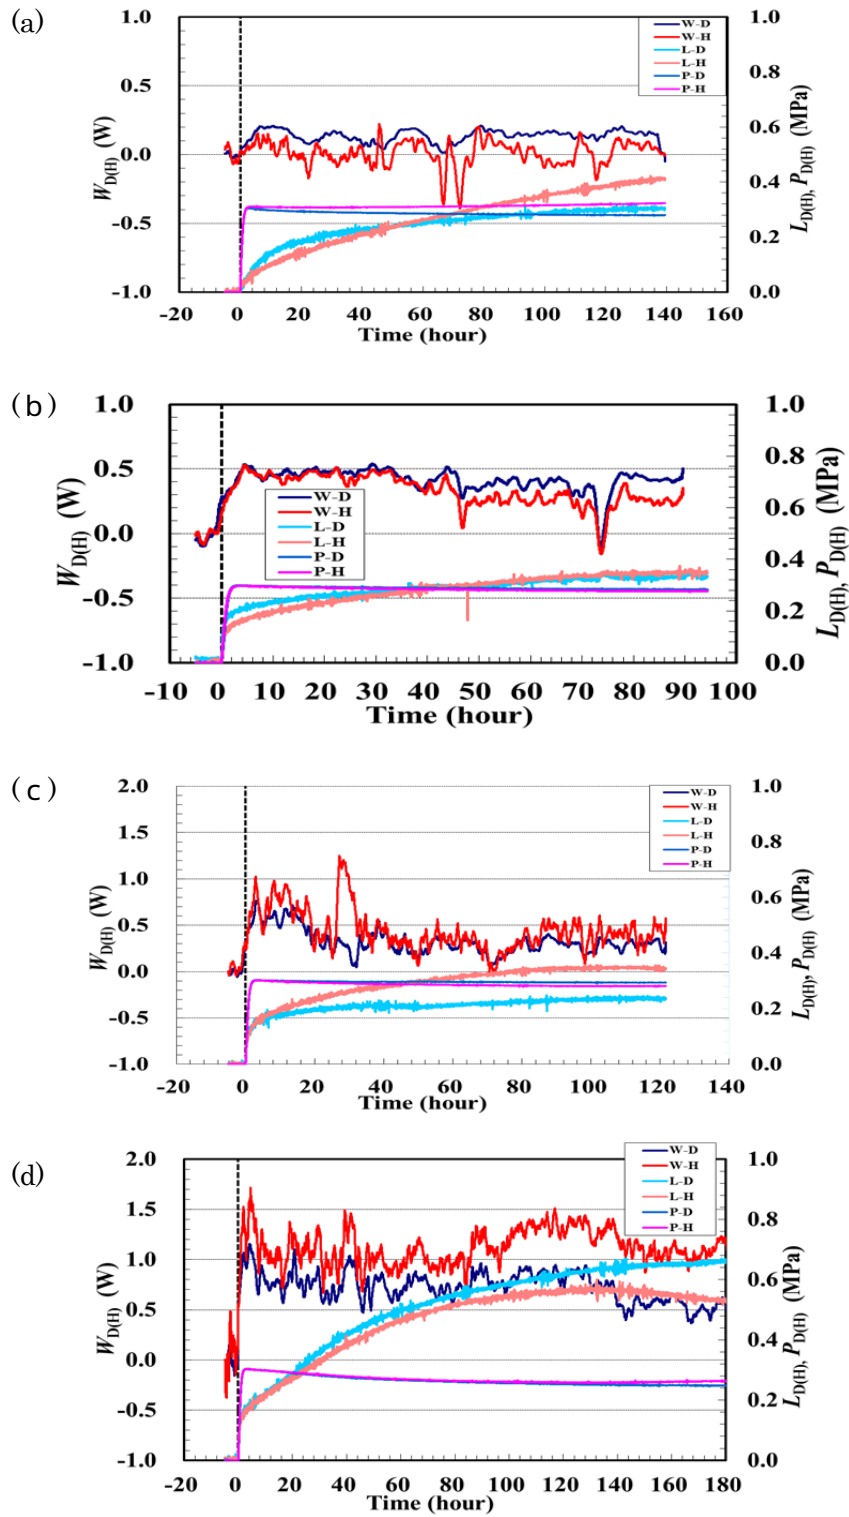 (a)
1.0
0.5
0.0
-0.5
-1.0
W_D(H) (W)
1.0
0.8
0.6
0.4
0.2
0.0
L_D(H), P_D(H) (MPa)
W-D
W-H
L-D
L-H
P-D
P-H
-20 0 20 40 60 80 100 120 140 160
Time (hour)
(b)
1.0
0.5
0.0
-0.5
-1.0
W_D(H) (W)
1.0
0.8
0.6
0.4
0.2
0.0
L_D(H), P_D(H) (MPa)
W-D
W-H
L-D
L-H
P-D
P-H
-10 0 10 20 30 40 50 60 70 80 90 100
Time (hour)
(c)
2.0
1.5
1.0
0.5
0.0
-0.5
-1.0
W_D(H) (W)
1.0
0.8
0.6
0.4
0.2
0.0
L_D(H), P_D(H) (MPa)
W-D
W-H
L-D
L-H
P-D
P-H
-20 0 20 40 60 80 100 120 140
Time (hour)
(d)
2.0
1.5
1.0
0.5
0.0
-0.5
-1.0
W_D(H) (W)
1.0
0.8
0.6
0.4
0.2
0.0
L_D(H), P_D(H) (MPa)
W-D
W-H
L-D
L-H
P-D
P-H
-20 0 20 40 60 80 100 120 140 160 180
Time (hour)